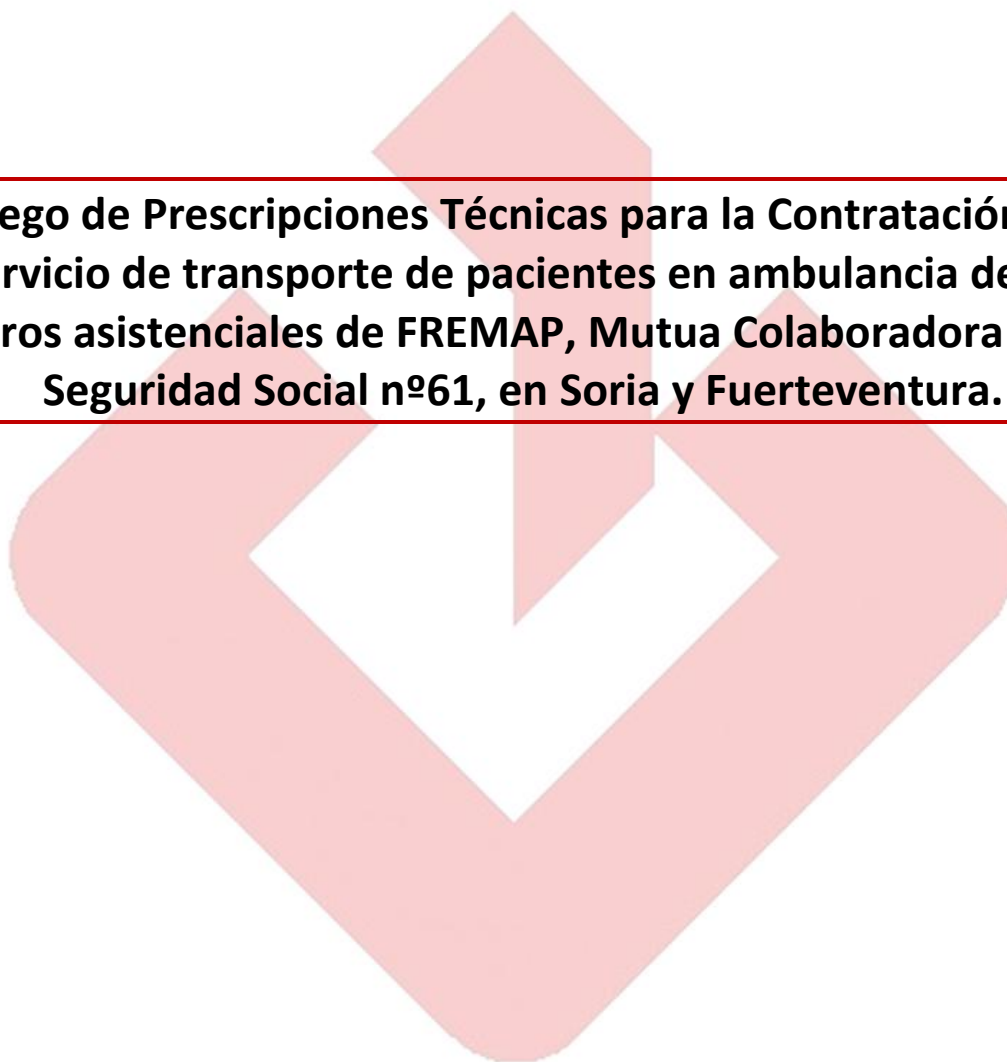 ego de Prescripciones Técnicas para la Contratación
rvicio de transporte de pacientes en ambulancia de
ros asistenciales de FREMAP, Mutua Colaboradora
Seguridad Social nº61, en Soria y Fuerteventura.